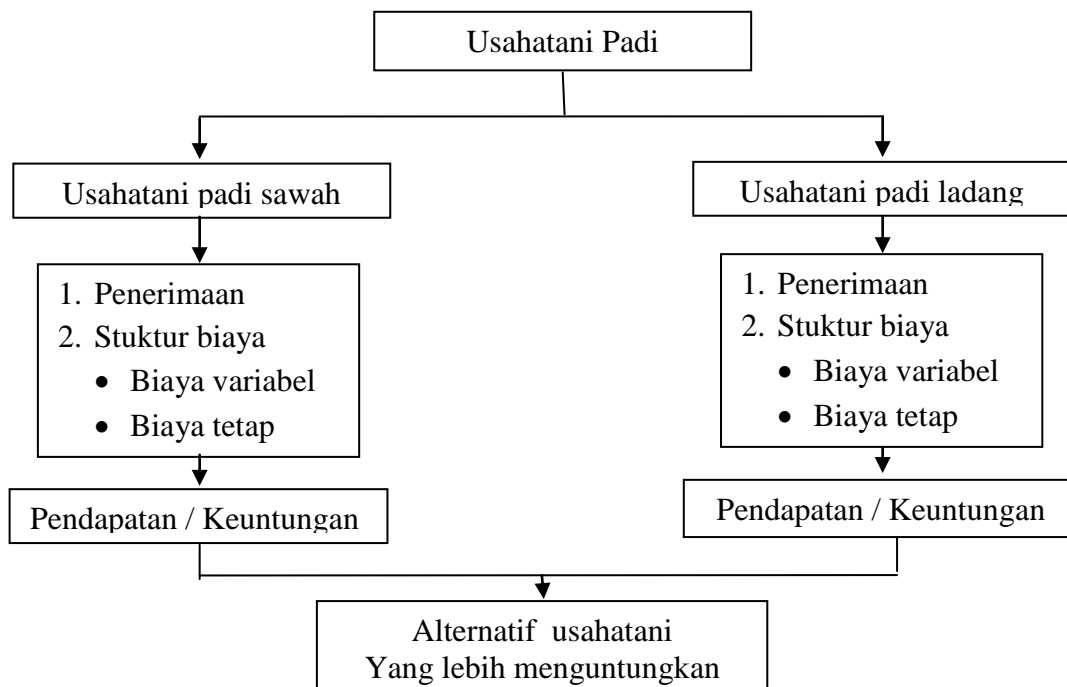 Usahatani Padi
Usahatani padi sawah
Usahatani padi ladang
1. Penerimaan
2. Stuktur biaya
• Biaya variabel
• Biaya tetap
1. Penerimaan
2. Stuktur biaya
• Biaya variabel
• Biaya tetap
Pendapatan / Keuntungan
Pendapatan / Keuntungan
Alternatif usahatani
Yang lebih menguntungkan